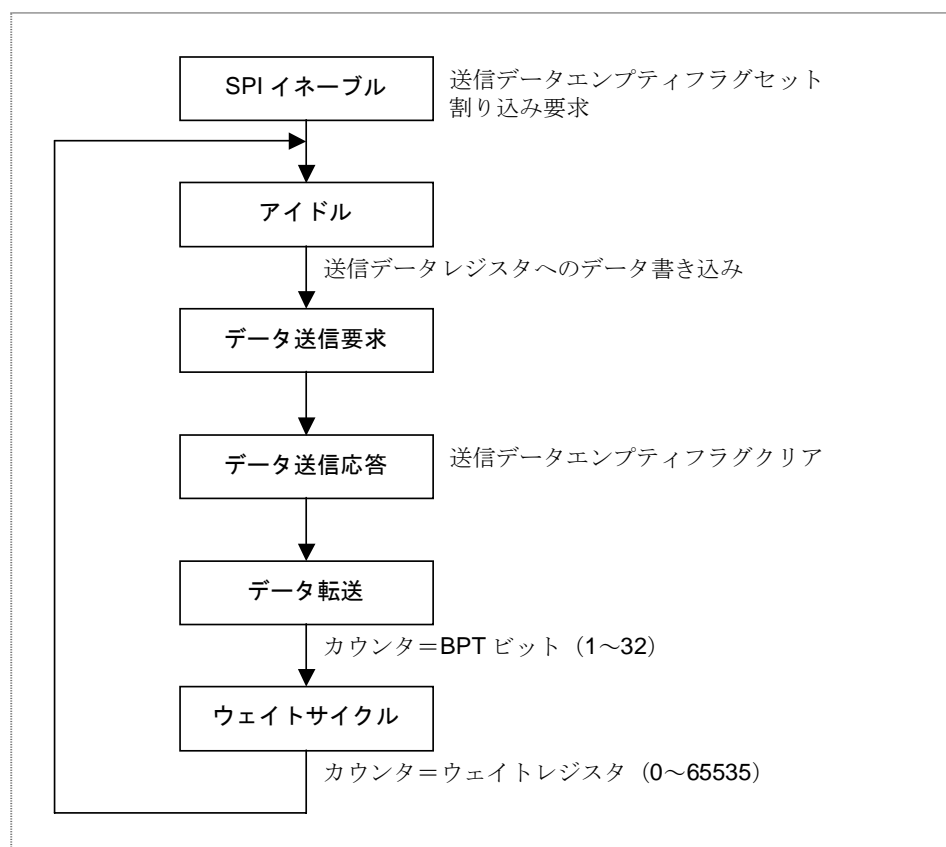 SPI イネーブル
送信データエンプティフラグセット
割り込み要求
アイドル
送信データレジスタへのデータ書き込み
データ送信要求
データ送信応答
送信データエンプティフラグクリア
データ転送
カウンタ＝BPT ビット（1～32）
ウェイトサイクル
カウンタ＝ウェイトレジスタ（0～65535）